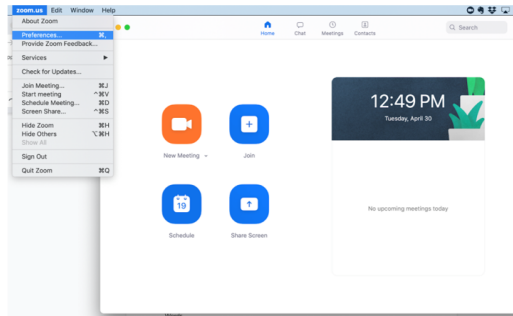 zoom.us Edit Window Help
About Zoom
Preferences... ⌘,
Provide Zoom Feedback...
Services
Check for Updates...
Join Meeting... ⌘J
Start meeting ^⌘V
Schedule Meeting... ⌘D
Screen Share... ^⌘S
Hide Zoom ⌘H
Hide Others ⌥⌘H
Show All
Sign Out
Quit Zoom ⌘Q
Home Chat Meetings Contacts
Search
12:49 PM
Tuesday, April 30
New Meeting
Join
19
Schedule
Share Screen
No upcoming meetings today